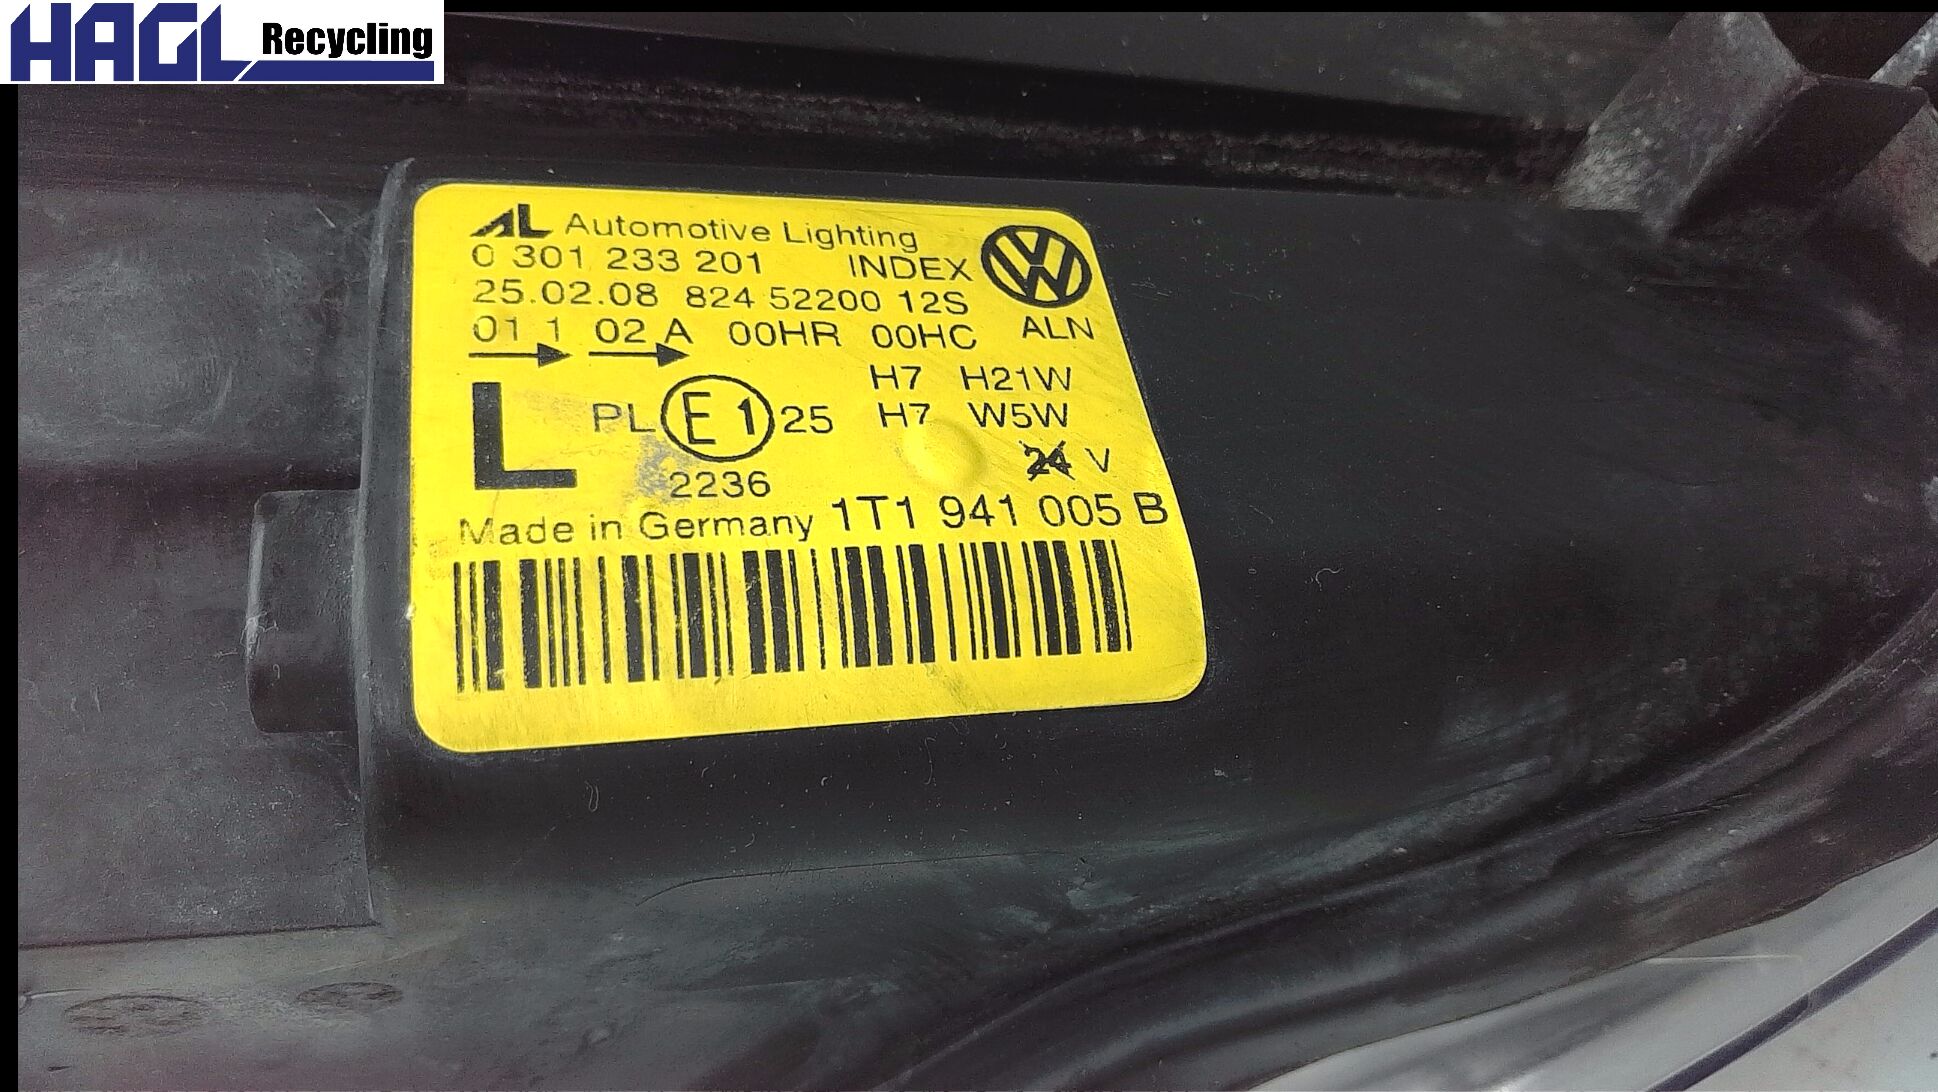 HAGL Recycling
AL Automotive Lighting
0 301 233 201 INDEX
25.02.08 824 52200 12S
01 1 02 A 00HR 00HC ALN
H7 H21W
L PL E1 25 H7 W5W
24 V
2236
Made in Germany 1T1 941 005 B